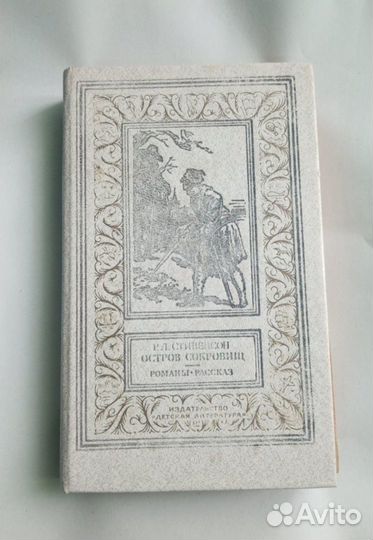 Р. Л. СТИВЕНСОН
ОСТРОВ СОКРОВИЩ
РОМАНЫ • РАССКАЗ
ИЗДАТЕЛЬСТВО
"ДЕТСКАЯ ЛИТЕРАТУРА"
Avito